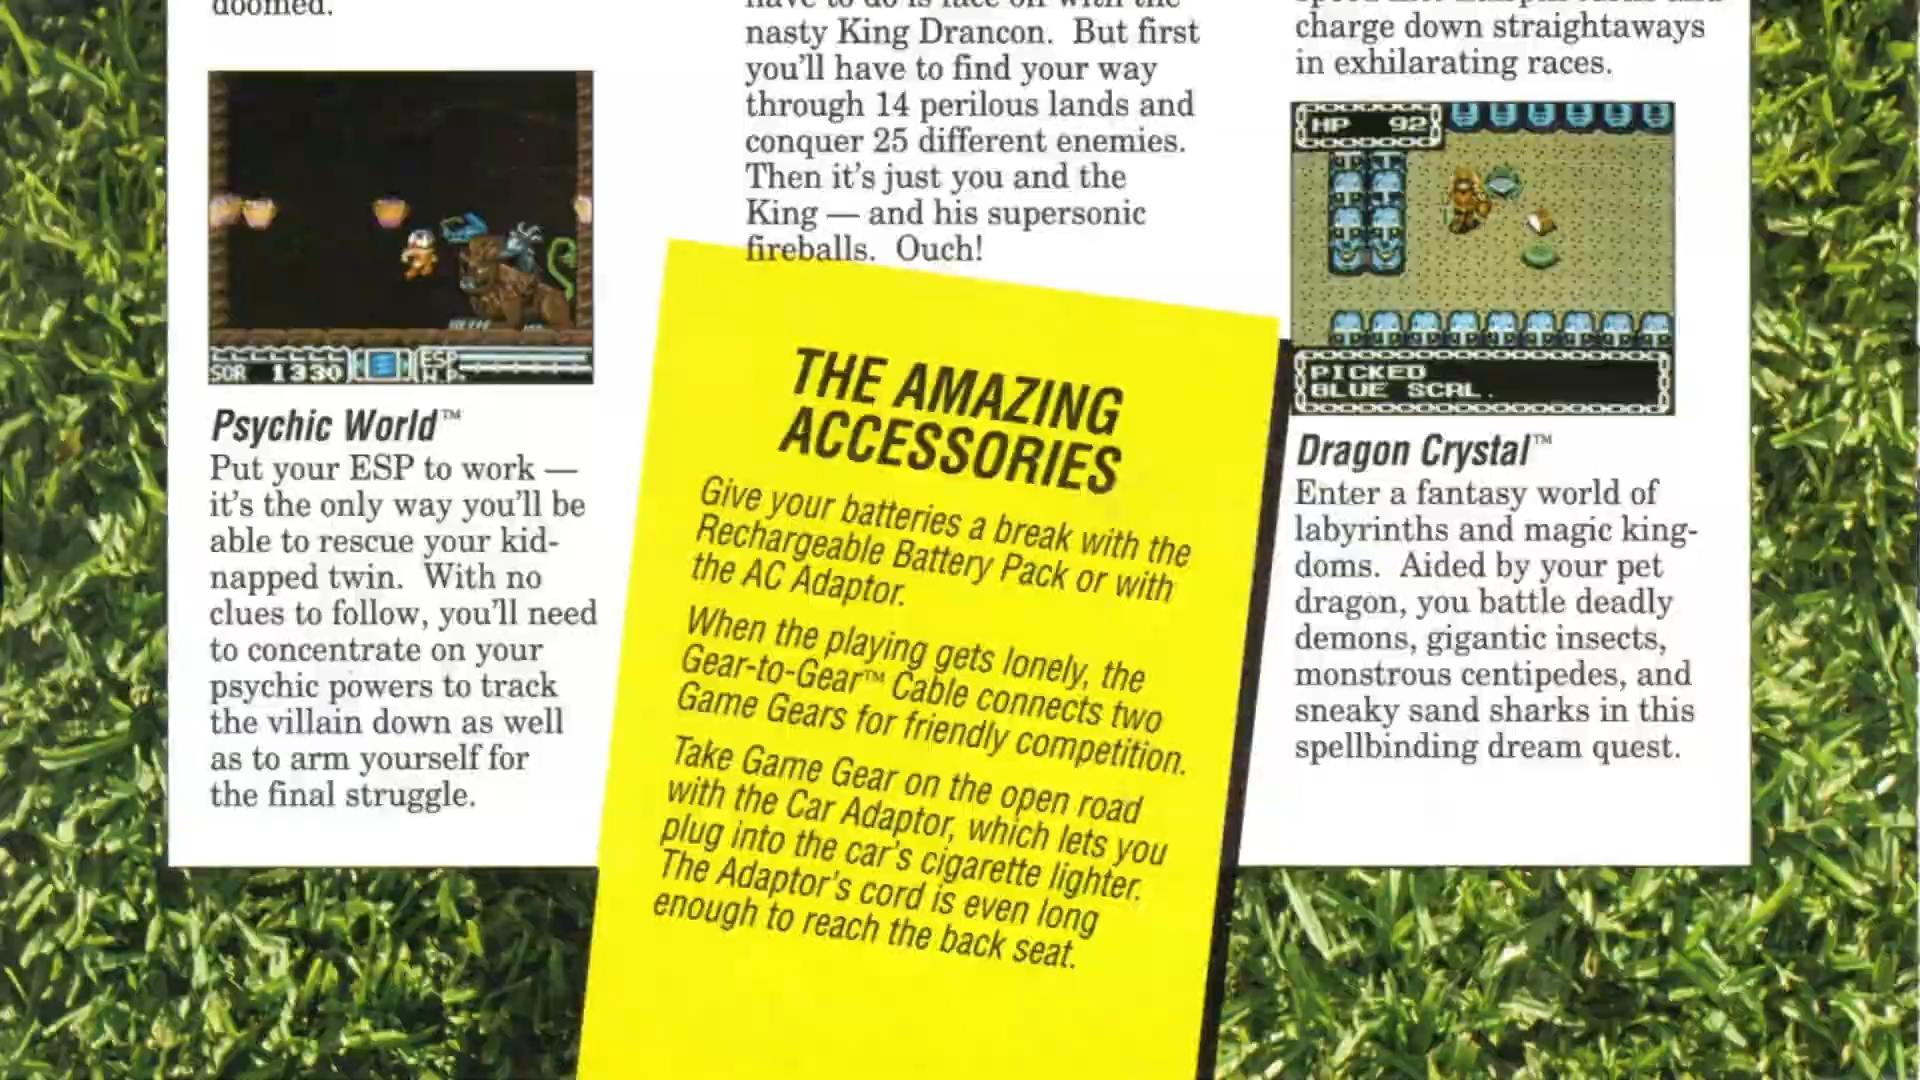 doomed.
SOR 1330
ESP
Psychic World™
Put your ESP to work —
it's the only way you'll be
able to rescue your kid-
napped twin. With no
clues to follow, you'll need
to concentrate on your
psychic powers to track
the villain down as well
as to arm yourself for
the final struggle.
have to do is face off with the
nasty King Drancon. But first
you'll have to find your way
through 14 perilous lands and
conquer 25 different enemies.
Then it's just you and the
King — and his supersonic
fireballs. Ouch!
THE AMAZING
ACCESSORIES
Give your batteries a break with the
Rechargeable Battery Pack or with
the AC Adaptor.
When the playing gets lonely, the
Gear-to-Gear™ Cable connects two
Game Gears for friendly competition.
Take Game Gear on the open road
with the Car Adaptor, which lets you
plug into the car's cigarette lighter.
The Adaptor's cord is even long
enough to reach the back seat.
charge down straightaways
in exhilarating races.
HP 92
PICKED
BLUE SCRL.
Dragon Crystal™
Enter a fantasy world of
labyrinths and magic king-
doms. Aided by your pet
dragon, you battle deadly
demons, gigantic insects,
monstrous centipedes, and
sneaky sand sharks in this
spellbinding dream quest.